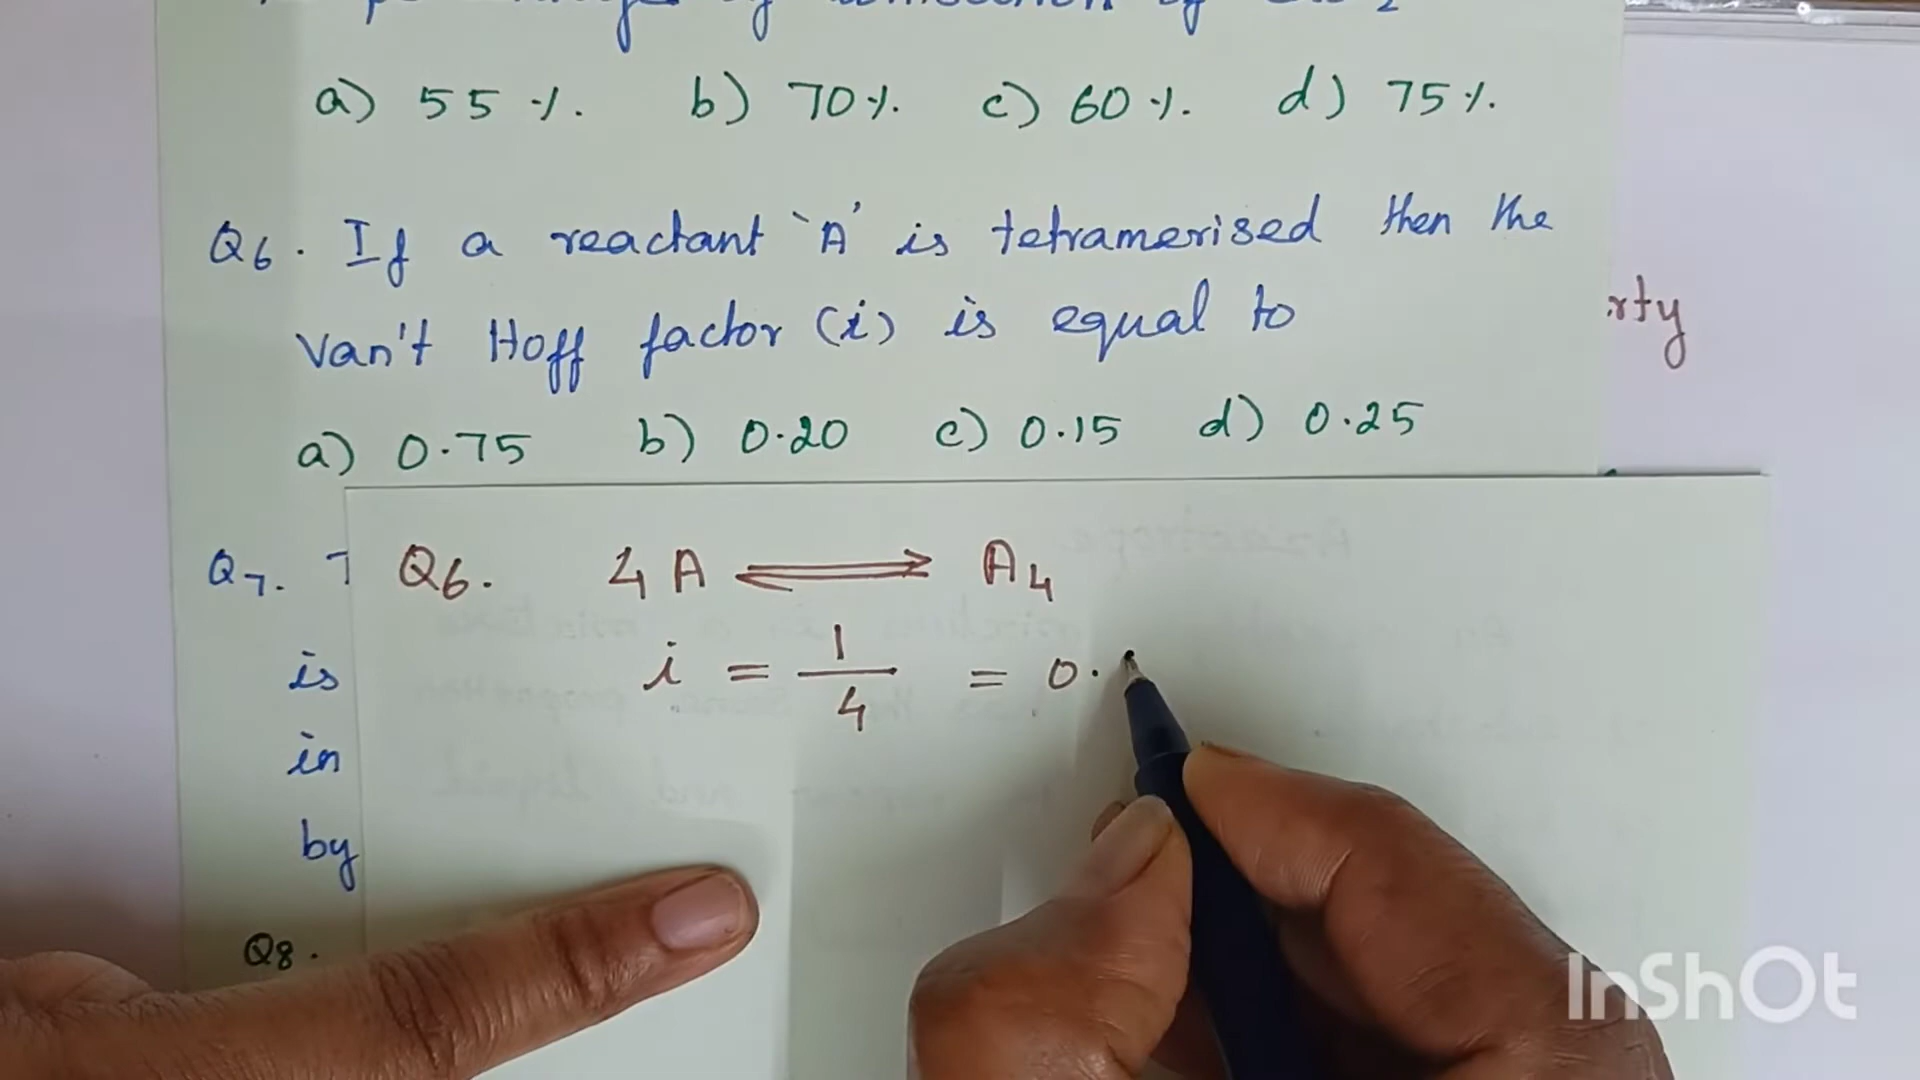 a) 55 %. b) 70%. c) 60 %. d) 75 %.
Q6. If a reactant 'A' is tetramerised then the
Van't Hoff factor (i) is equal to
a) 0.75 b) 0.20 c) 0.15 d) 0.25
rty
Q6. 4A ⇌ A4
i = 1/4 = 0.
Q7.
is
in
by
Q8.
InShOt